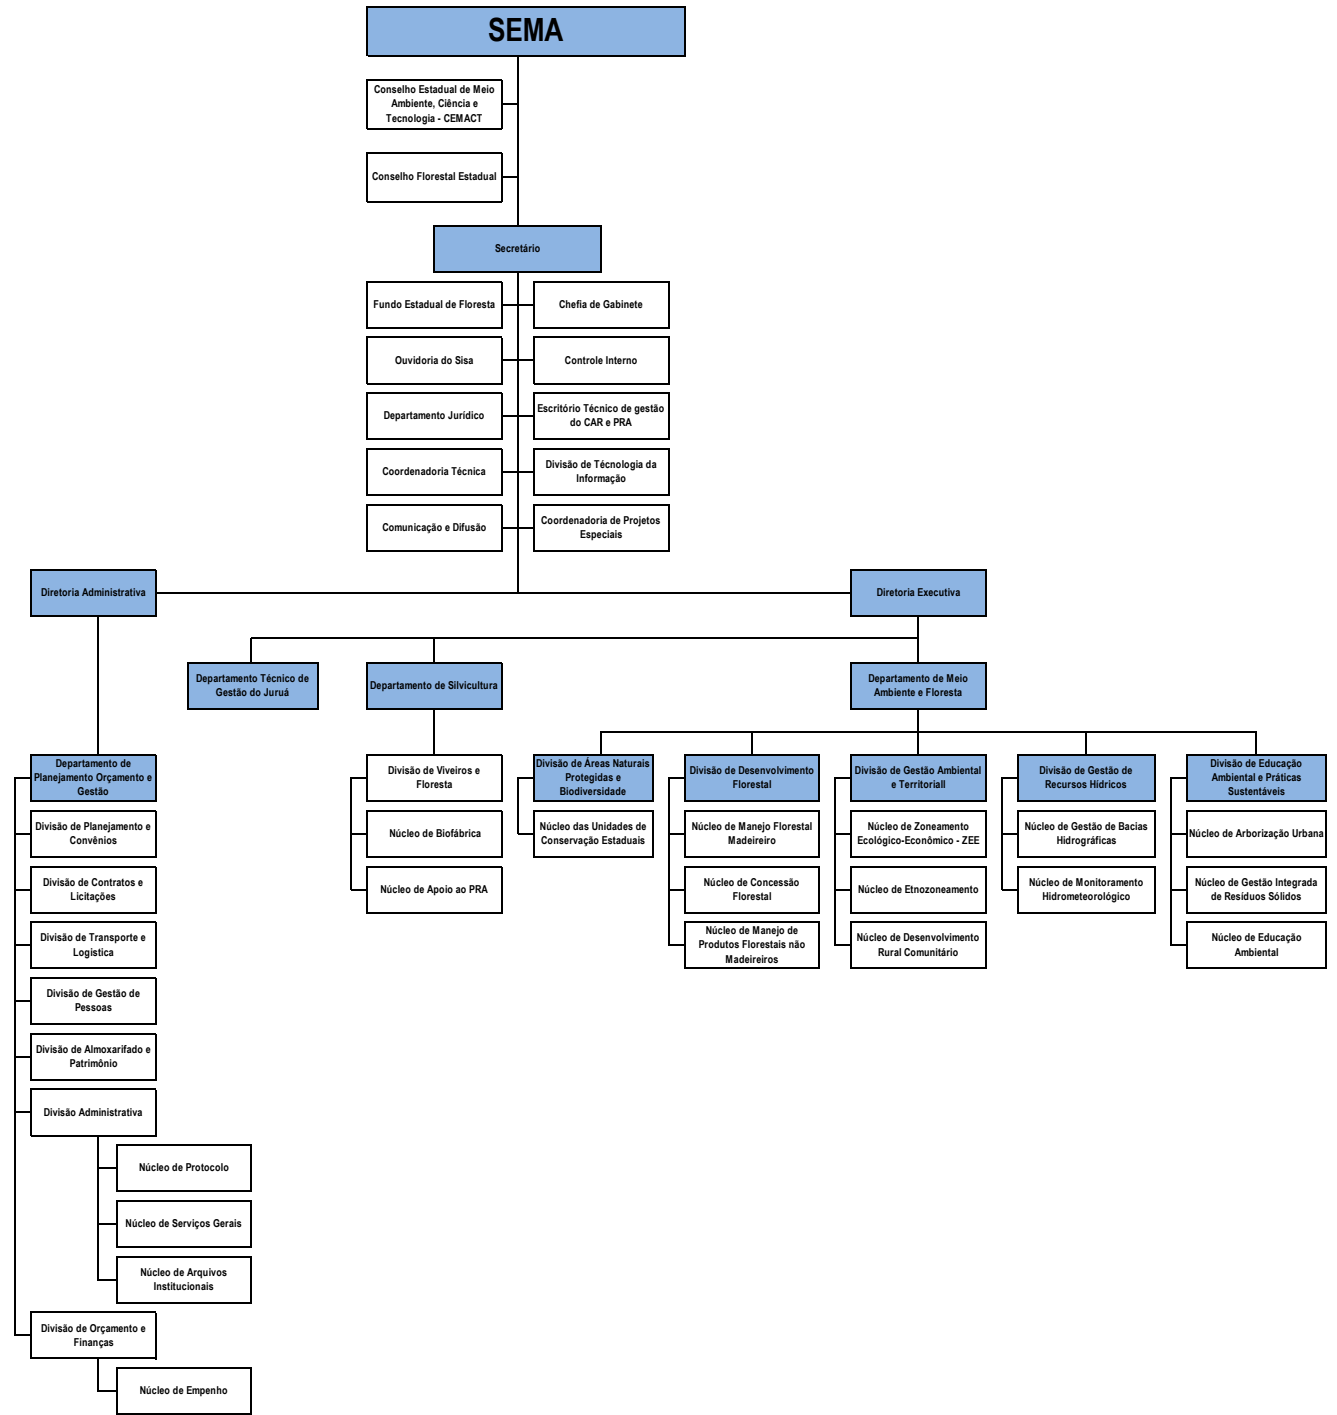 SEMA
Conselho Estadual de Meio
Ambiente, Ciência e
Tecnologia - CEMACT
Conselho Florestal Estadual
Secretário
Fundo Estadual de Floresta
Chefia de Gabinete
Ouvidoria do Sisa
Controle Interno
Departamento Jurídico
Escritório Técnico de gestão
do CAR e PRA
Coordenadoria Técnica
Divisão de Técnologia da
Informação
Comunicação e Difusão
Coordenadoria de Projetos
Especiais
Diretoria Administrativa
Diretoria Executiva
Departamento Técnico de
Gestão do Juruá
Departamento de Silvicultura
Departamento de Meio
Ambiente e Floresta
Departamento de
Planejamento Orçamento e
Gestão
Divisão de Planejamento e
Convênios
Divisão de Contratos e
Licitações
Divisão de Transporte e
Logística
Divisão de Gestão de
Pessoas
Divisão de Almoxarifado e
Patrimônio
Divisão Administrativa
Núcleo de Protocolo
Núcleo de Serviços Gerais
Núcleo de Arquivos
Institucionais
Divisão de Orçamento e
Finanças
Núcleo de Empenho
Divisão de Viveiros e
Floresta
Núcleo de Biofábrica
Núcleo de Apoio ao PRA
Divisão de Áreas Naturais
Protegidas e
Biodiversidade
Núcleo das Unidades de
Conservação Estaduais
Divisão de Desenvolvimento
Florestal
Núcleo de Manejo Florestal
Madeireiro
Núcleo de Concessão
Florestal
Núcleo de Manejo de
Produtos Florestais não
Madeireiros
Divisão de Gestão Ambiental
e Territoriall
Núcleo de Zoneamento
Ecológico-Econômico - ZEE
Núcleo de Etnozoneamento
Núcleo de Desenvolvimento
Rural Comunitário
Divisão de Gestão de
Recursos Hídricos
Núcleo de Gestão de Bacias
Hidrográficas
Núcleo de Monitoramento
Hidrometeorológico
Divisão de Educação
Ambiental e Práticas
Sustentáveis
Núcleo de Arborização Urbana
Núcleo de Gestão Integrada
de Resíduos Sólidos
Núcleo de Educação
Ambiental